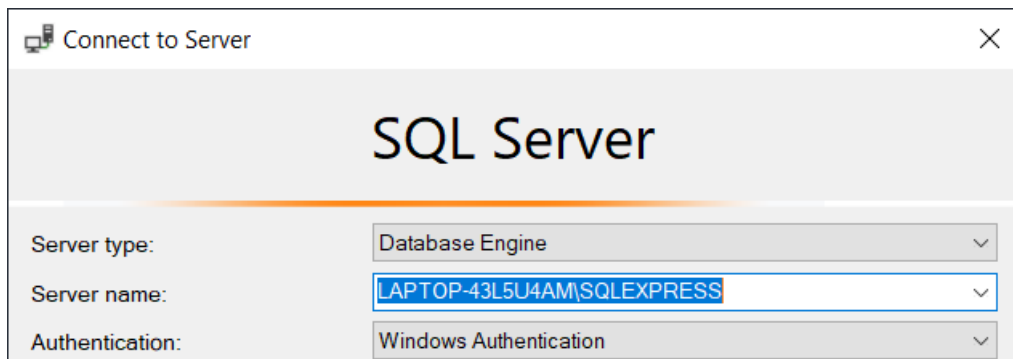 Connect to Server
SQL Server
Server type: Database Engine
Server name: LAPTOP-43L5U4AM\SQLEXPRESS
Authentication: Windows Authentication